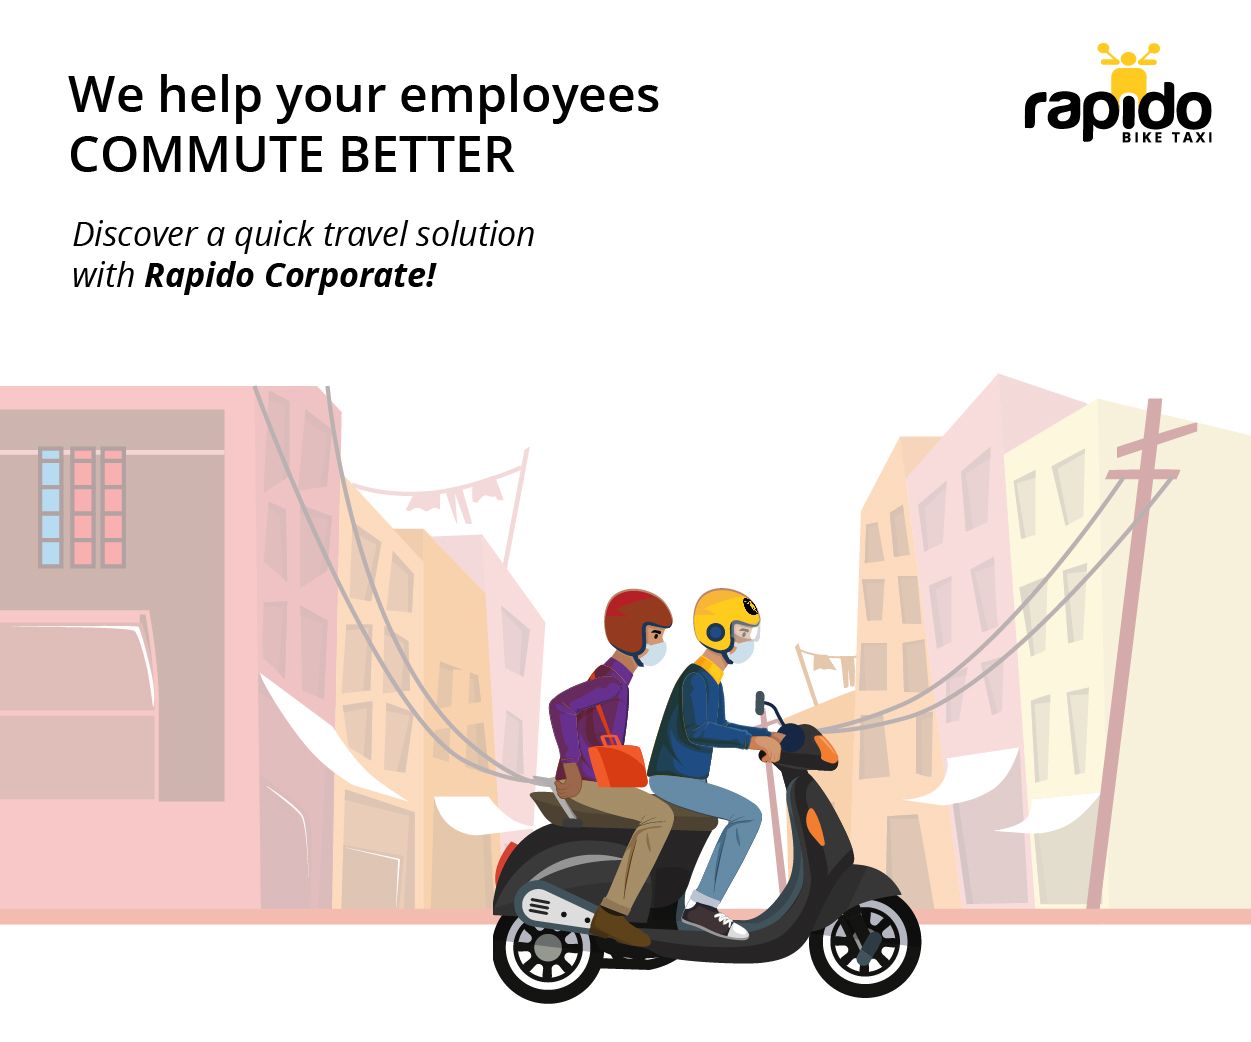 We help your employees
COMMUTE BETTER
rapido
BIKE TAXI
Discover a quick travel solution
with Rapido Corporate!